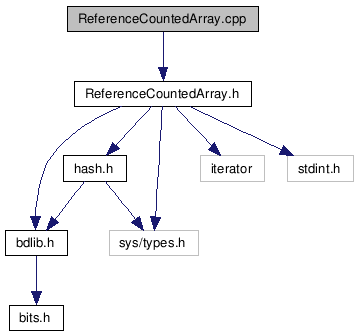 ReferenceCountedArray.cpp
ReferenceCountedArray.h
hash.h
iterator
stdint.h
bdlib.h
sys/types.h
bits.h